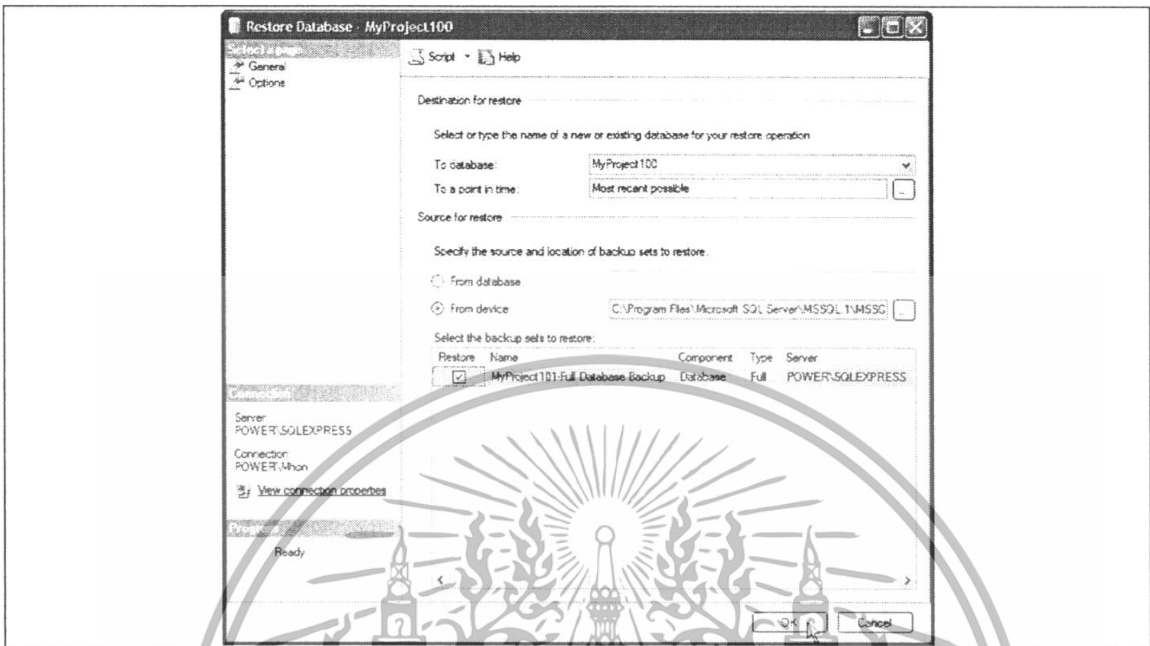 Restore Database - MyProject100
Select a page
General
Options
Script
Help
Destination for restore
Select or type the name of a new or existing database for your restore operation
To database:
MyProject100
To a point in time:
Most recent possible
...
Source for restore
Specify the source and location of backup sets to restore.
From database
From device
C:\Program Files\Microsoft SQL Server\MSSQL.1\MSSQ
...
Select the backup sets to restore:
Restore Name Component Type Server
MyProject101-Full Database Backup Database Full POWER\SQLEXPRESS
Connection
Server
POWER\SQLEXPRESS
Connection
POWER\Mhon
View connection properties
Progress
Ready
OK
Cancel